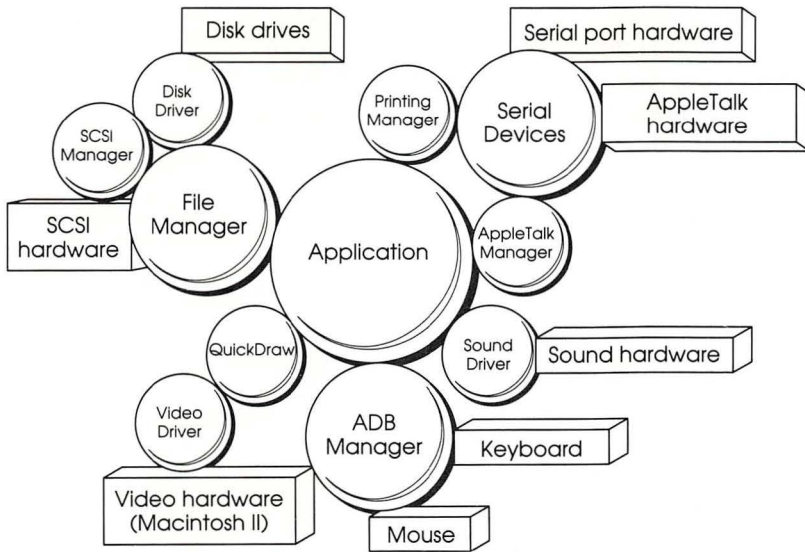 Disk drives
Serial port hardware
Disk
Driver
Printing
Manager
Serial
Devices
AppleTalk
hardware
SCSI
Manager
File
Manager
SCSI
hardware
Application
AppleTalk
Manager
QuickDraw
Sound
Driver
Sound hardware
Video
Driver
ADB
Manager
Keyboard
Video hardware
(Macintosh II)
Mouse